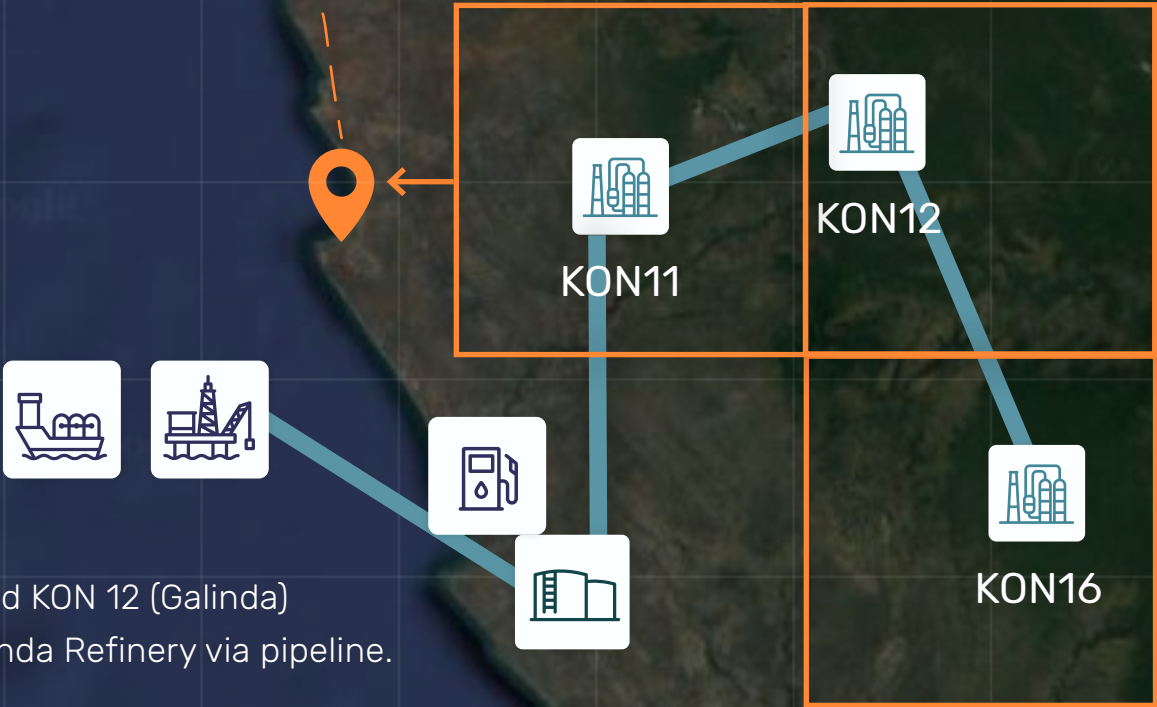 KON12
KON11
KON16
d KON 12 (Galinda)
nda Refinery via pipeline.